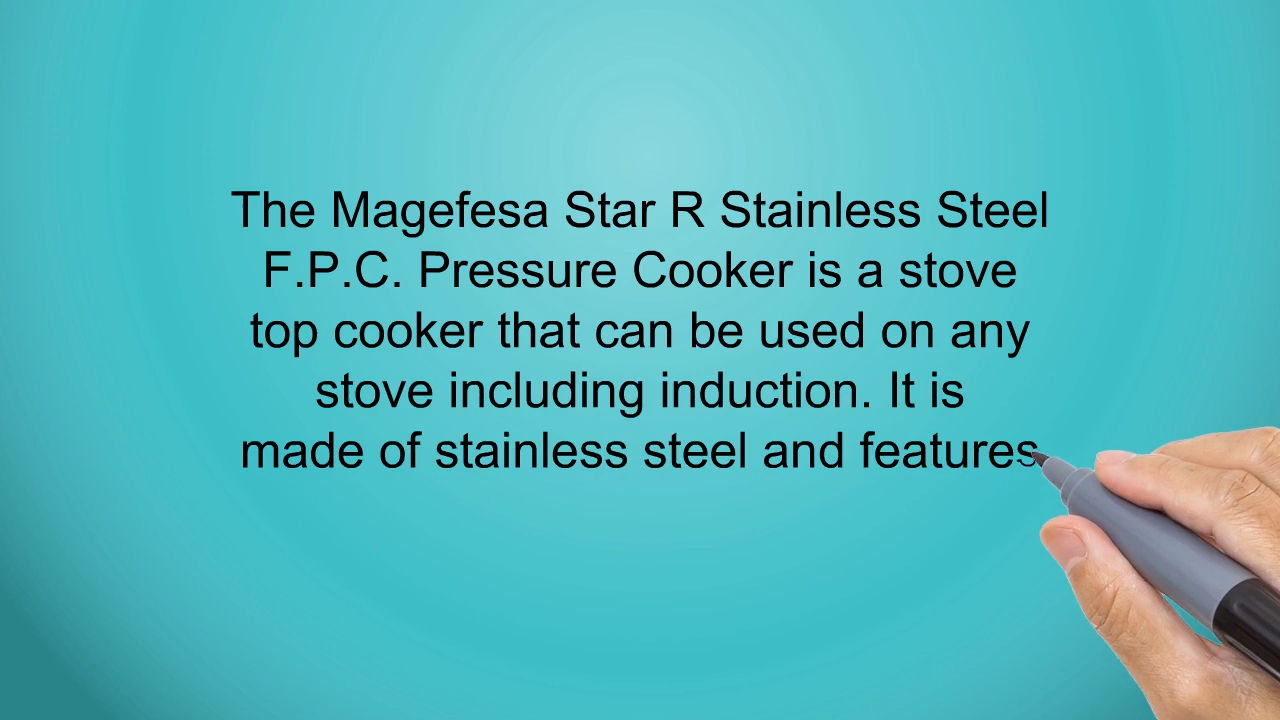 The Magefesa Star R Stainless Steel
F.P.C. Pressure Cooker is a stove
top cooker that can be used on any
stove including induction. It is
made of stainless steel and features